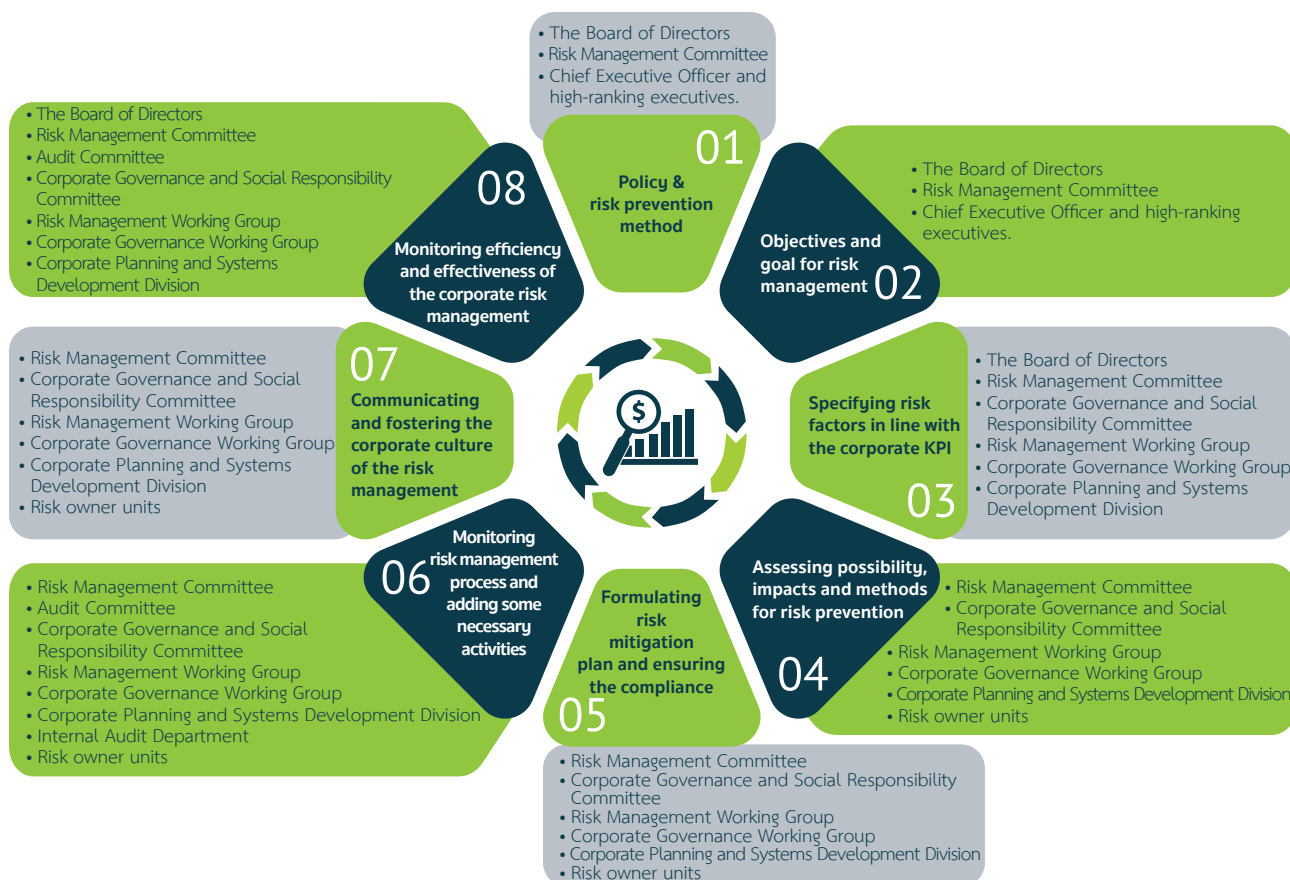 • The Board of Directors
• Risk Management Committee
• Chief Executive Officer and
high-ranking executives.
01
Policy &
risk prevention
method
• The Board of Directors
• Risk Management Committee
• Chief Executive Officer and high-ranking
executives.
Objectives and
goal for risk
management
02
• The Board of Directors
• Risk Management Committee
• Corporate Governance and Social
Responsibility Committee
• Risk Management Working Group
• Corporate Governance Working Group
• Corporate Planning and Systems
Development Division
Specifying risk
factors in line with
the corporate KPI
03
• Risk Management Committee
• Corporate Governance and Social
Responsibility Committee
• Risk Management Working Group
• Corporate Governance Working Group
• Corporate Planning and Systems Development Division
• Risk owner units
Assessing possibility,
impacts and methods
for risk prevention
04
Formulating
risk
mitigation
plan and ensuring
the compliance
05
• Risk Management Committee
• Corporate Governance and Social Responsibility
Committee
• Risk Management Working Group
• Corporate Governance Working Group
• Corporate Planning and Systems Development Division
• Risk owner units
Monitoring
risk management
process and
adding some
necessary
activities
06
• Risk Management Committee
• Audit Committee
• Corporate Governance and Social
Responsibility Committee
• Risk Management Working Group
• Corporate Governance Working Group
• Corporate Planning and Systems Development Division
• Internal Audit Department
• Risk owner units
07
Communicating
and fostering the
corporate culture
of the risk
management
• Risk Management Committee
• Corporate Governance and Social
Responsibility Committee
• Risk Management Working Group
• Corporate Governance Working Group
• Corporate Planning and Systems
Development Division
• Risk owner units
08
Monitoring efficiency
and effectiveness of
the corporate risk
management
• The Board of Directors
• Risk Management Committee
• Audit Committee
• Corporate Governance and Social Responsibility
Committee
• Risk Management Working Group
• Corporate Governance Working Group
• Corporate Planning and Systems
Development Division
$